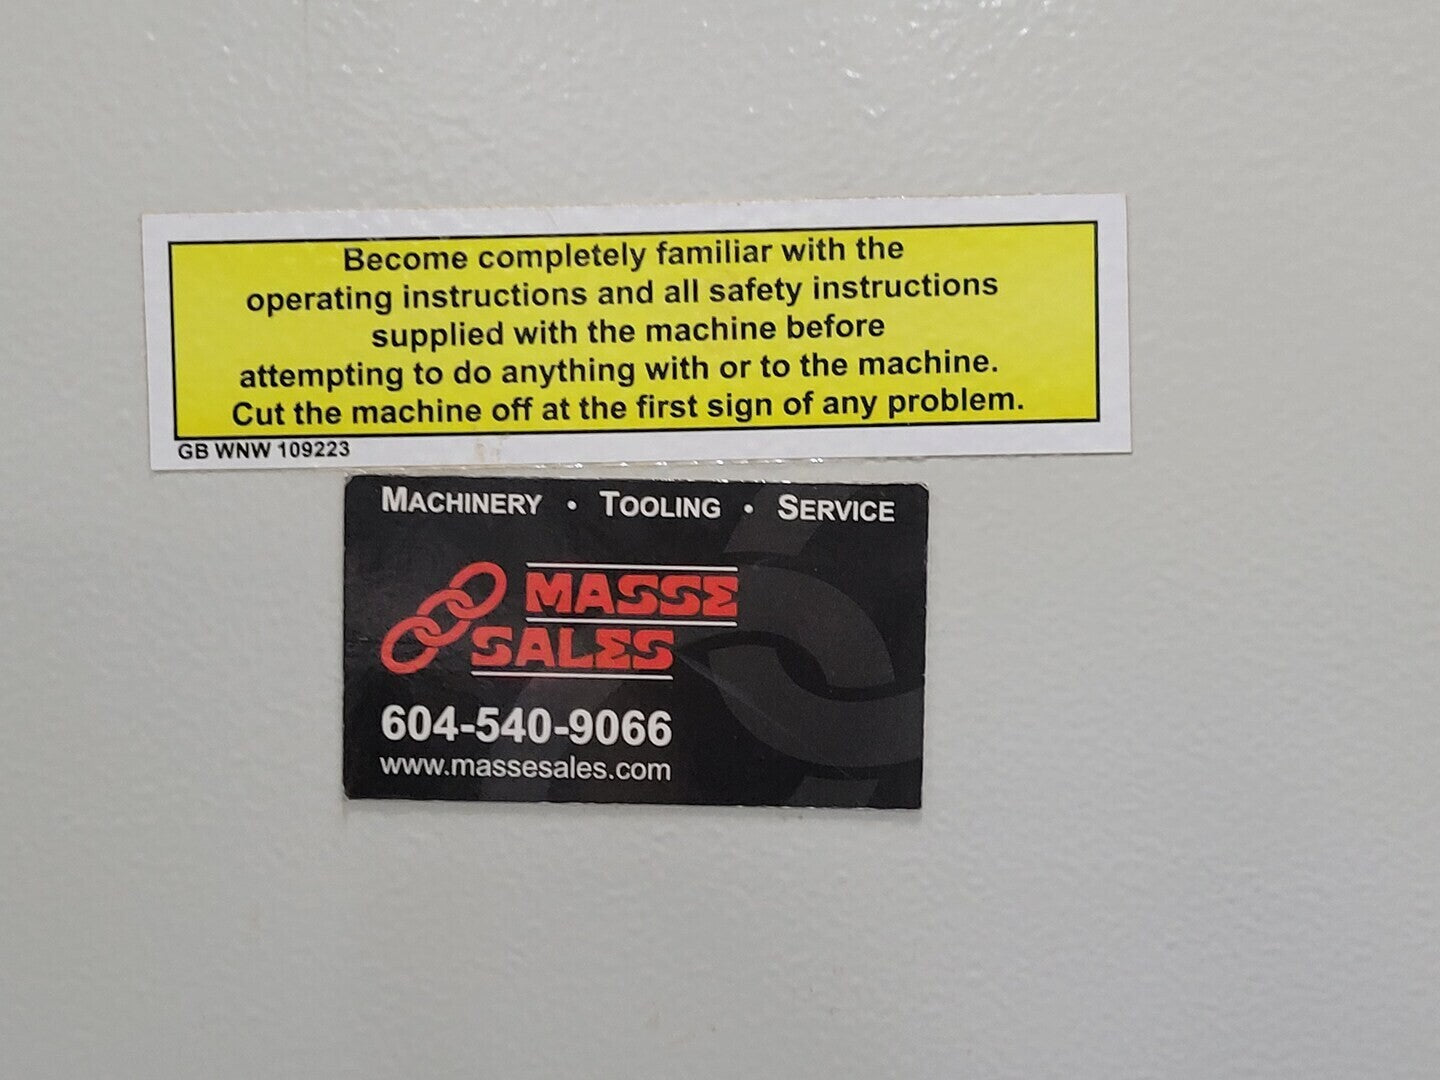 Become completely familiar with the
operating instructions and all safety instructions
supplied with the machine before
attempting to do anything with or to the machine.
Cut the machine off at the first sign of any problem.
GB WNW 109223
MACHINERY • TOOLING • SERVICE
MASSE
SALES
604-540-9066
www.massesales.com